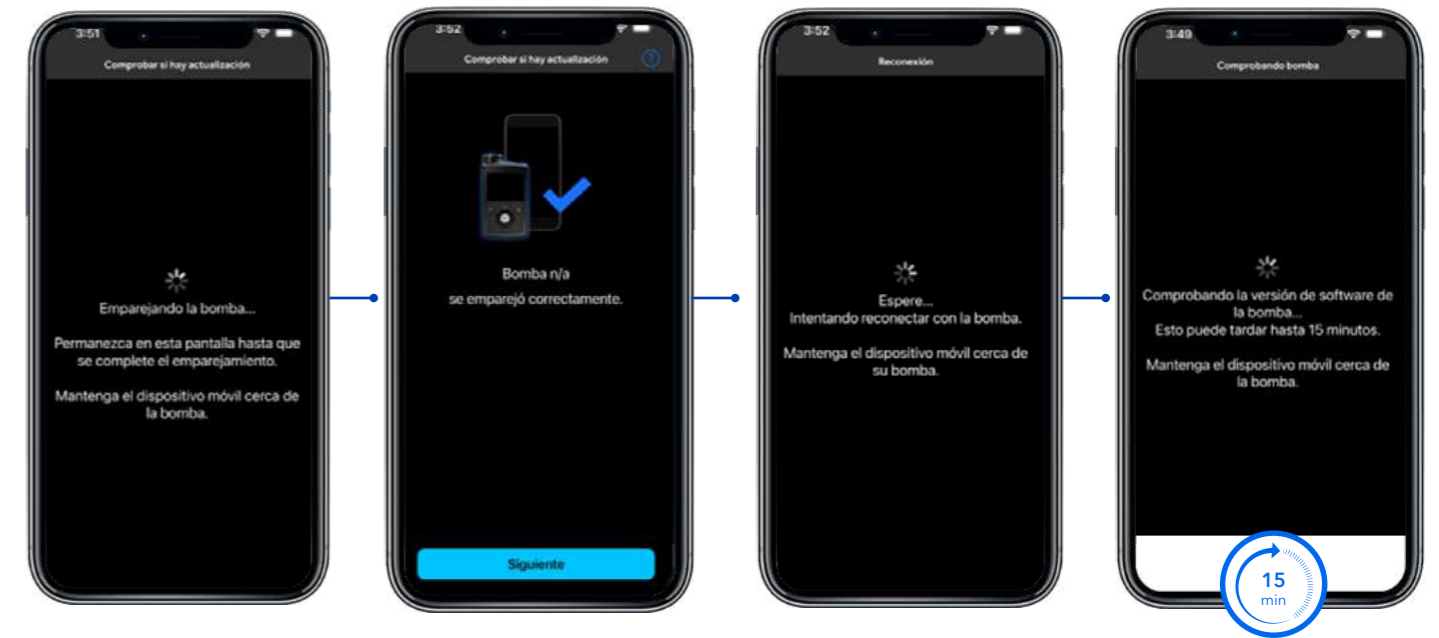 3:51
Comprobar si hay actualización
Emparejando la bomba...
Permanezca en esta pantalla hasta que
se complete el emparejamiento.
Mantenga el dispositivo móvil cerca de
la bomba.
3:52
Comprobar si hay actualización
?
Bomba n/a
se emparejó correctamente.
Siguiente
3:52
Reconexión
Espere...
Intentando reconectar con la bomba.
Mantenga el dispositivo móvil cerca de
su bomba.
3:49
Comprobando bomba
Comprobando la versión de software de
la bomba...
Esto puede tardar hasta 15 minutos.
Mantenga el dispositivo móvil cerca de
la bomba.
15
min